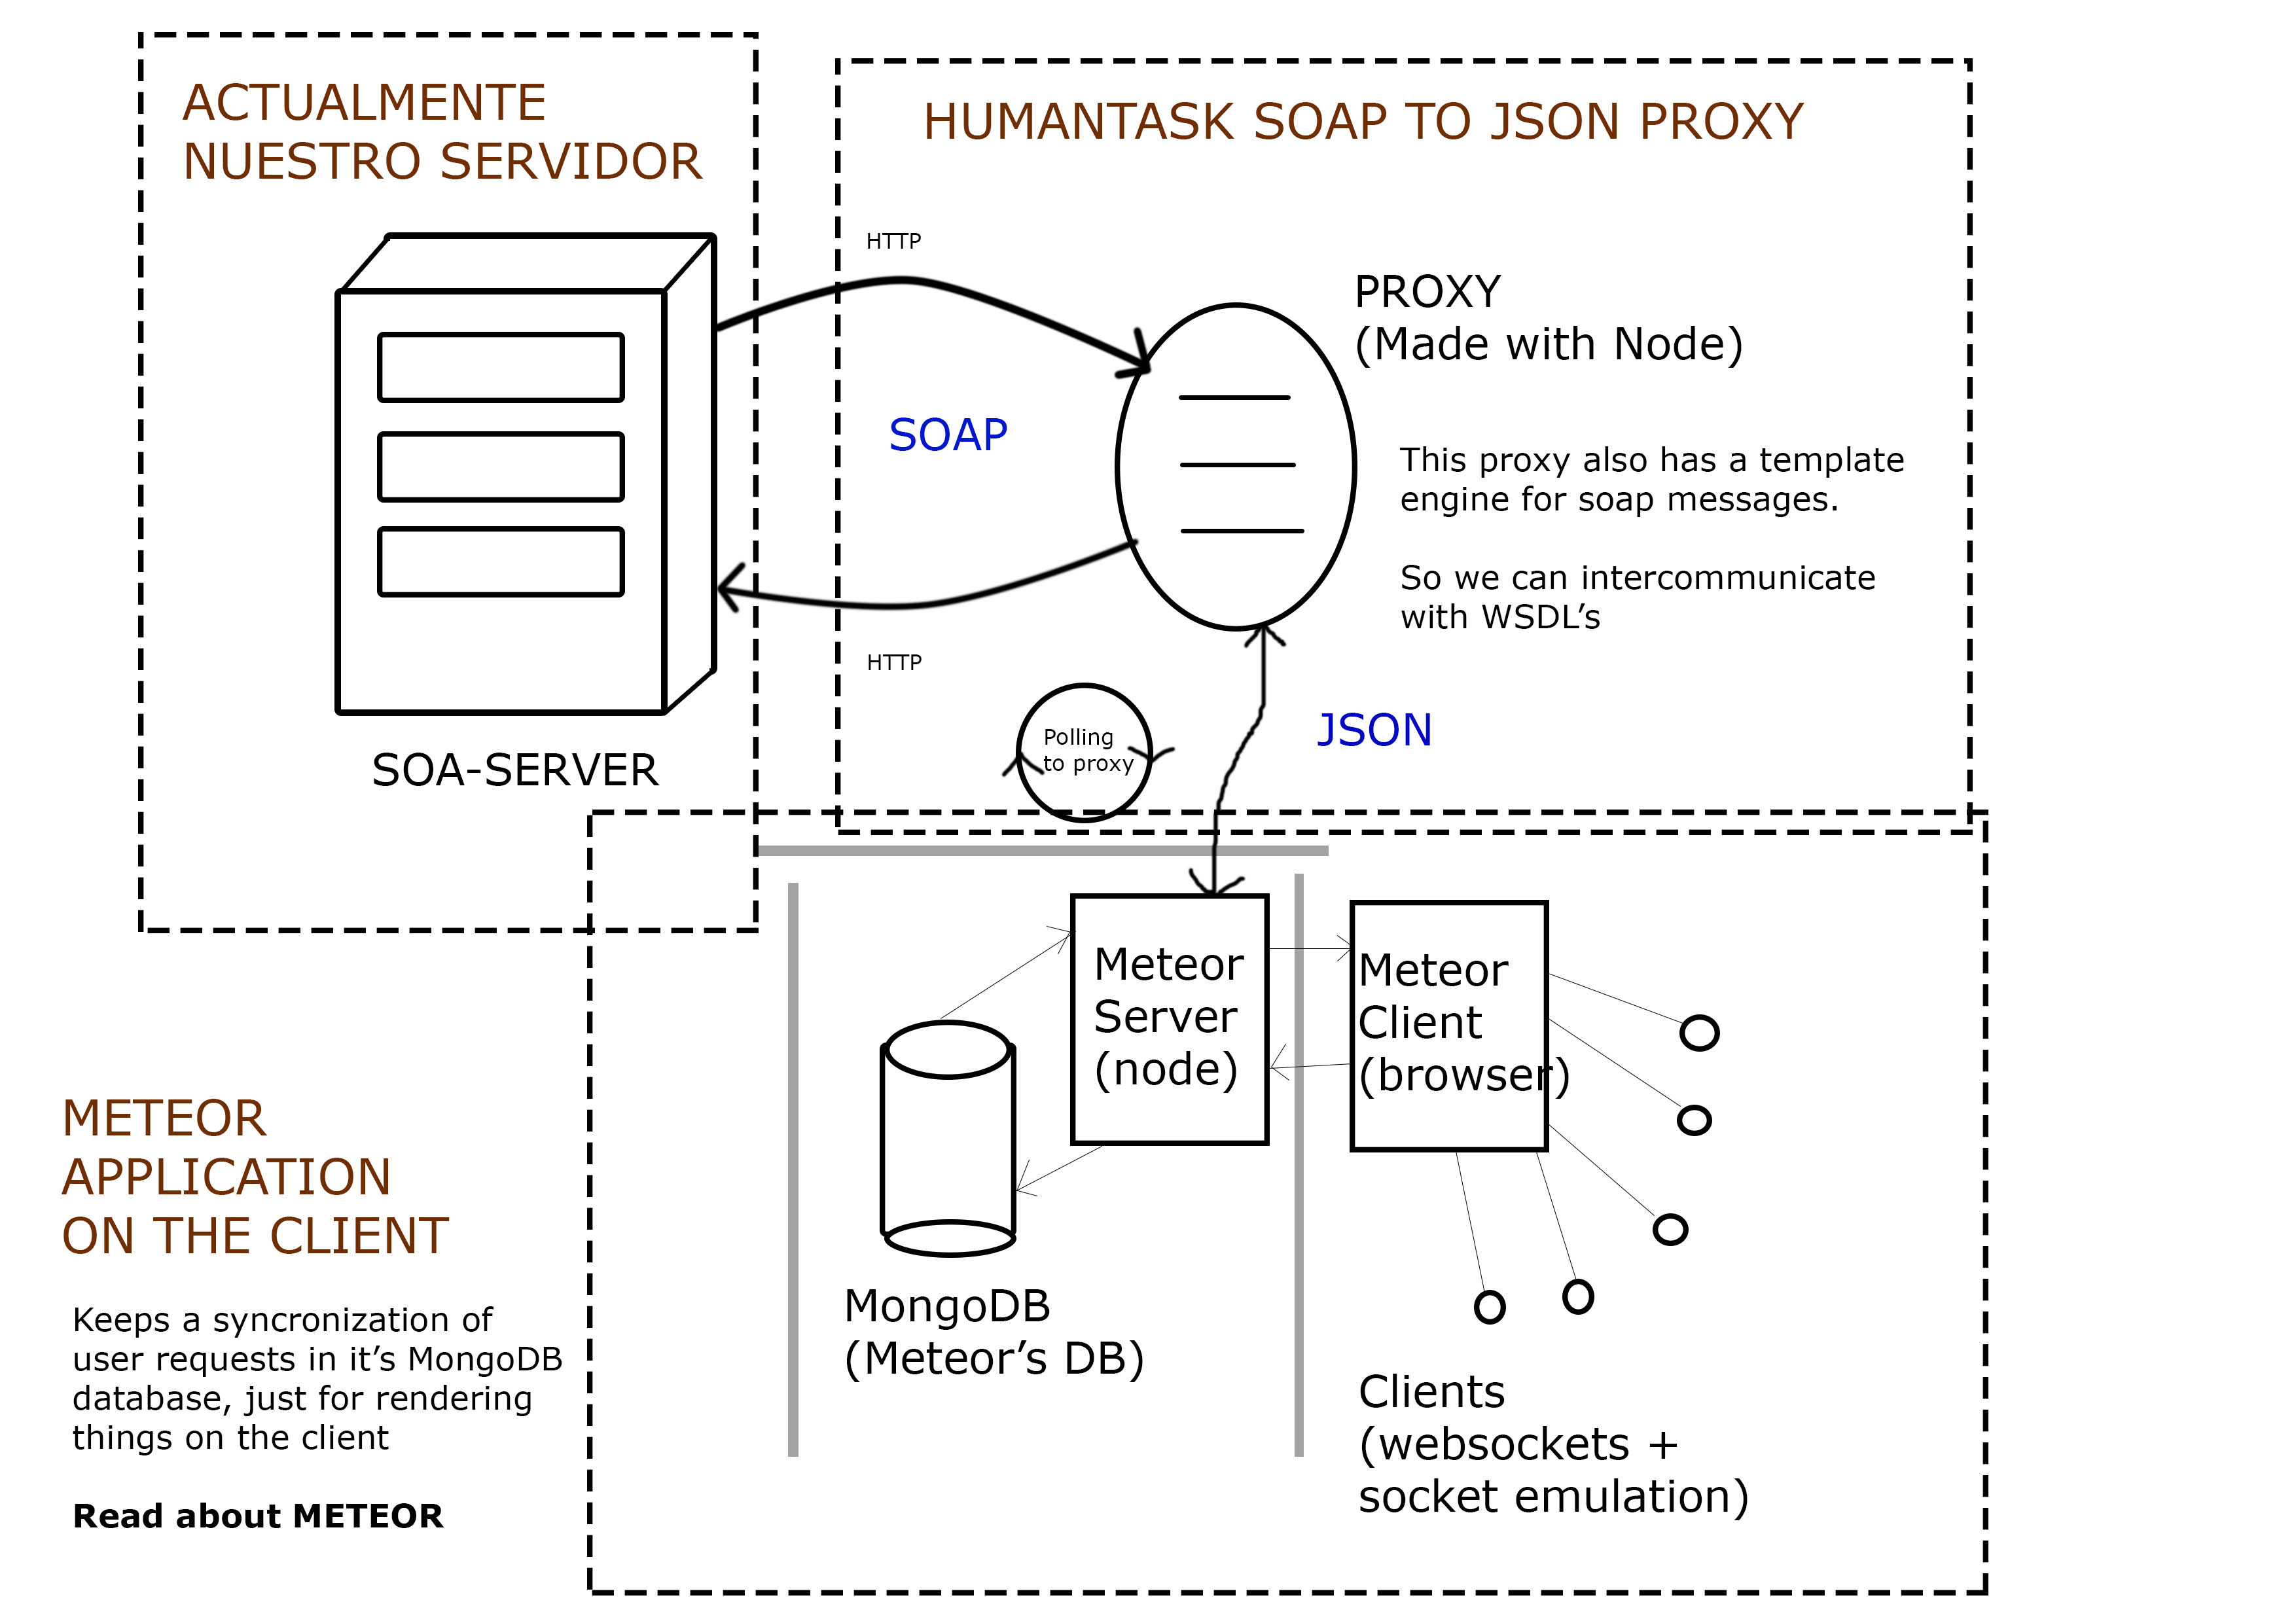 ACTUALMENTE
NUESTRO SERVIDOR
SOA-SERVER
HUMANTASK SOAP TO JSON PROXY
HTTP
SOAP
HTTP
PROXY
(Made with Node)
This proxy also has a template
engine for soap messages.
So we can intercommunicate
with WSDL’s
Polling
to proxy
JSON
METEOR
APPLICATION
ON THE CLIENT
Keeps a syncronization of
user requests in it’s MongoDB
database, just for rendering
things on the client
Read about METEOR
Meteor
Server
(node)
Meteor
Client
(browser)
MongoDB
(Meteor’s DB)
Clients
(websockets +
socket emulation)